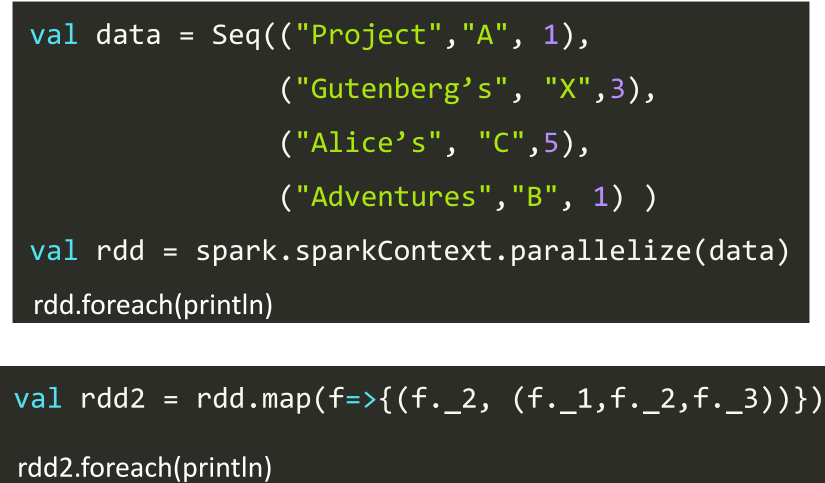 val data = Seq(("Project","A", 1),
("Gutenberg’s", "X",3),
("Alice’s", "C",5),
("Adventures","B", 1) )
val rdd = spark.sparkContext.parallelize(data)
rdd.foreach(println)
val rdd2 = rdd.map(f=>{(f._2, (f._1,f._2,f._3))})
rdd2.foreach(println)